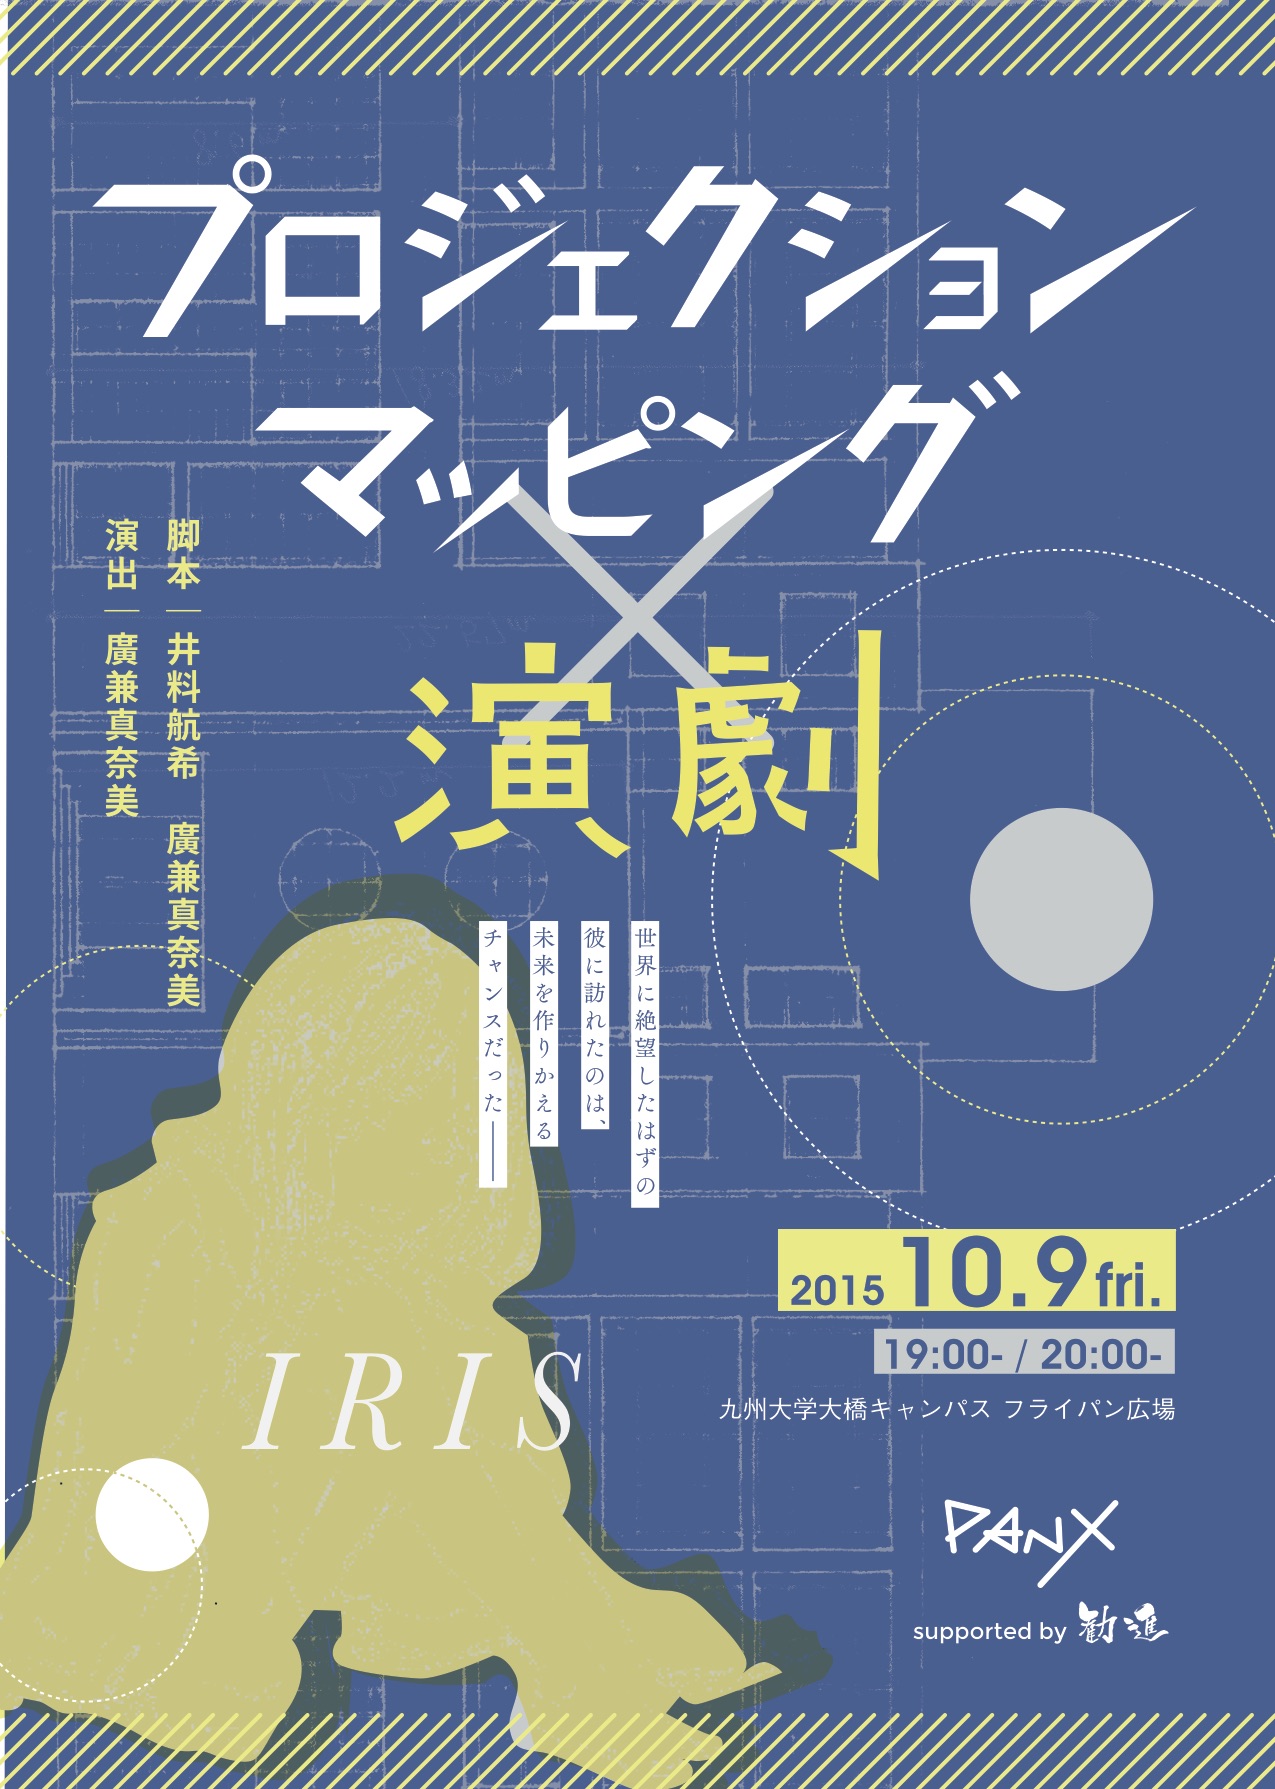 プロジェクション
マッピング
×
演劇
脚本｜井料航希　廣兼真奈美
演出｜廣兼真奈美
世界に絶望したはずの
彼に訪れたのは、
未来を作りかえる
チャンスだった――
IRIS
2015 10.9 fri.
19:00- / 20:00-
九州大学大橋キャンパス フライパン広場
PANX
supported by 勧進